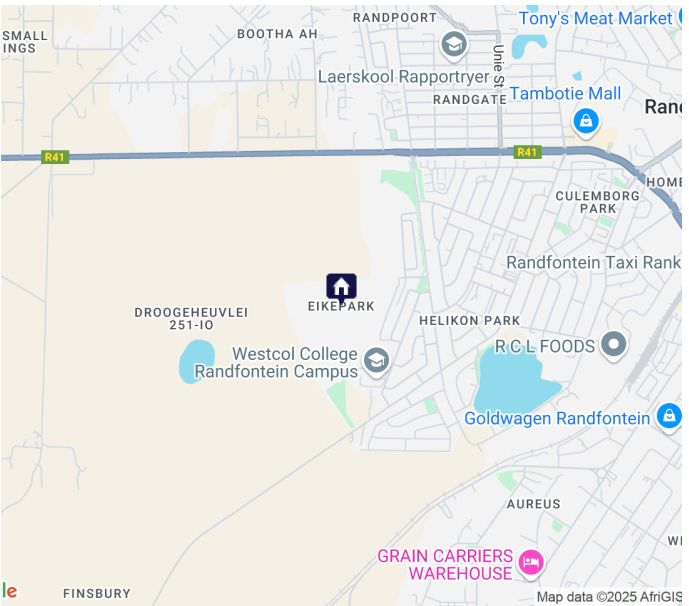 SMALL
INGS
BOOTHA AH
RANDPOORT
Tony's Meat Market
Laerskool Rapportryer
Unie St
RANDGATE
Tambotie Mall
Rand
R41
R41
HOME
CULEMBORG
PARK
Randfontein Taxi Rank
EIKEPARK
DROOGEHEUVLEI
251-IO
HELIKON PARK
R C L FOODS
Westcol College
Randfontein Campus
Goldwagen Randfontein
AUREUS
WE
GRAIN CARRIERS
WAREHOUSE
le
FINSBURY
Map data ©2025 AfriGIS